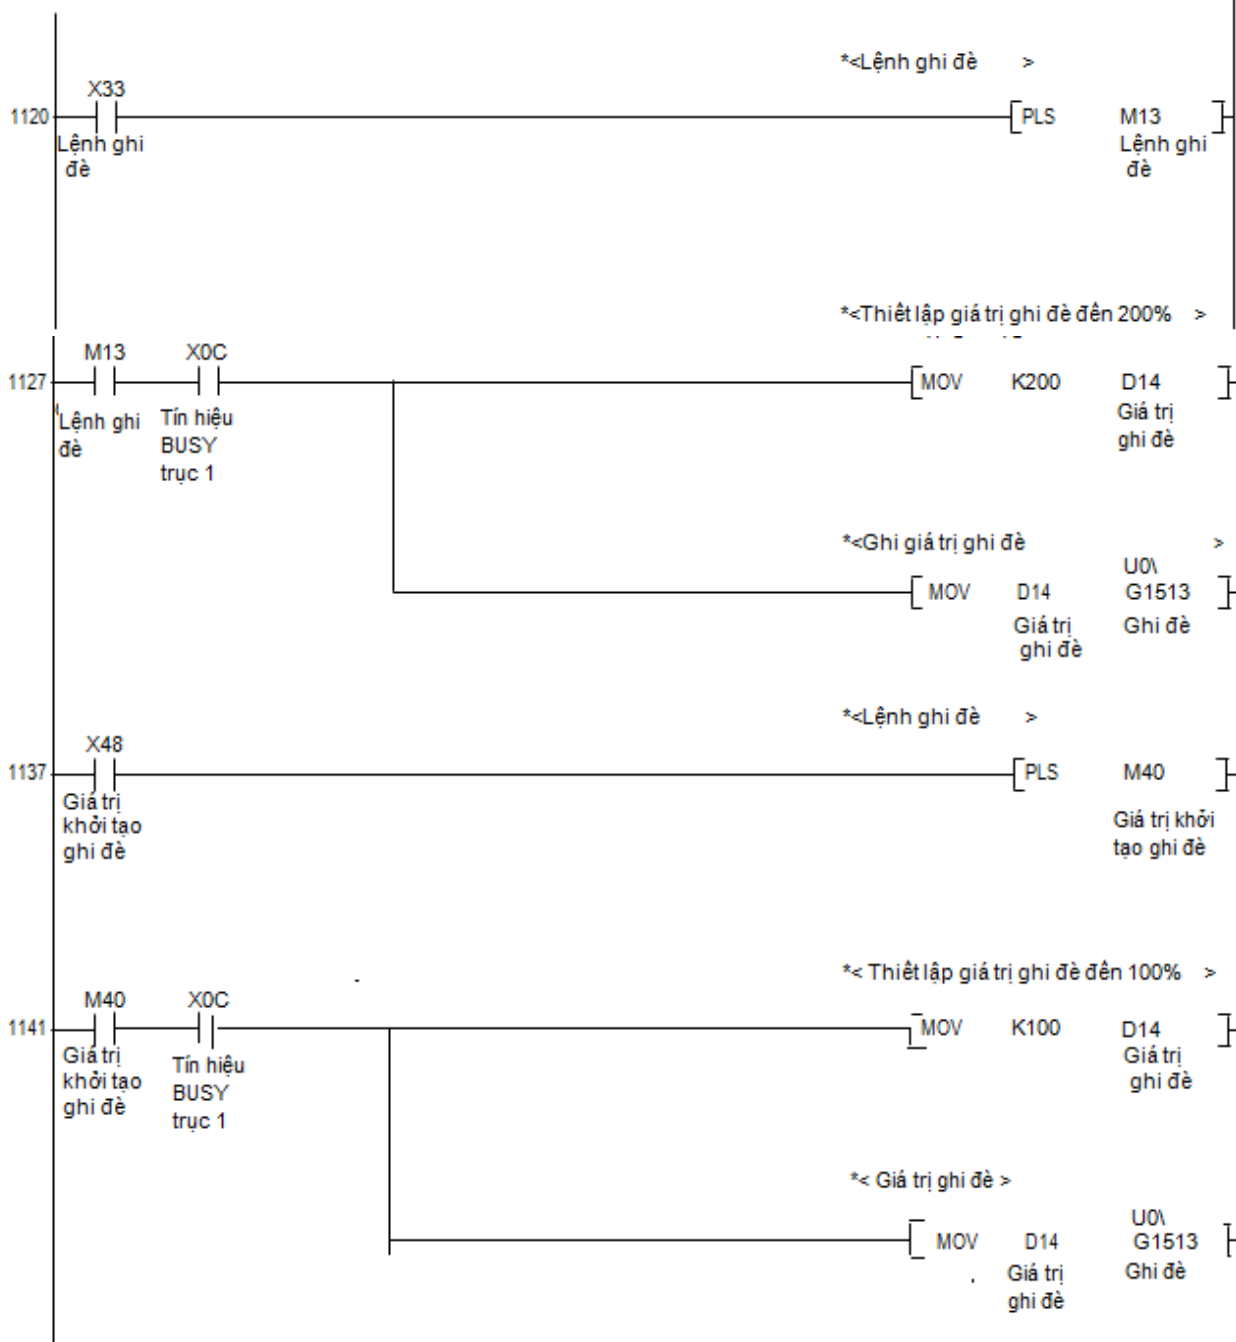 *<Lệnh ghi đè >
X33
1120 PLS M13
Lệnh ghi đè
Lệnh ghi đè
*<Thiết lập giá trị ghi đè đến 200% >
M13 X0C
1127 MOV K200 D14
Lệnh ghi đè
Tín hiệu BUSY trục 1
Giá trị ghi đè
*<Ghi giá trị ghi đè >
U0\
MOV D14 G1513
Giá trị ghi đè
Ghi đè
*<Lệnh ghi đè >
X48
1137 PLS M40
Giá trị khởi tạo ghi đè
Giá trị khởi tạo ghi đè
*< Thiết lập giá trị ghi đè đến 100% >
M40 X0C
1141 MOV K100 D14
Giá trị khởi tạo ghi đè
Tín hiệu BUSY trục 1
Giá trị ghi đè
*< Giá trị ghi đè >
U0\
MOV D14 G1513
Giá trị ghi đè
Ghi đè